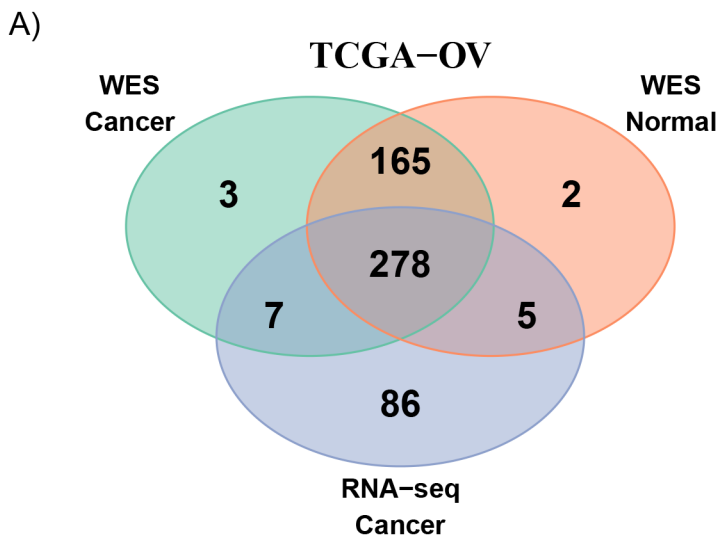 A)
TCGA−OV
WES
Cancer
WES
Normal
165
3
2
278
7
5
86
RNA−seq
Cancer